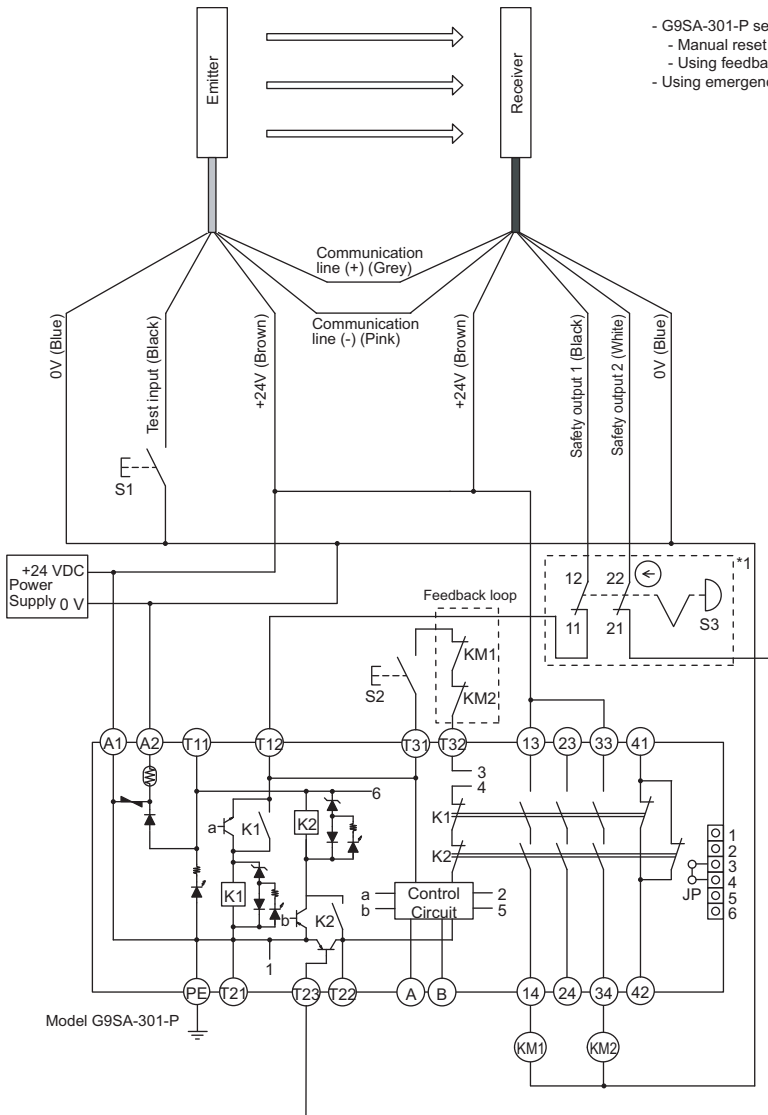 - G9SA-301-P se
- Manual reset
- Using feedba
- Using emergen
Emitter
Receiver
Communication
line (+) (Grey)
Communication
line (-) (Pink)
0V (Blue)
Test input (Black)
+24V (Brown)
+24V (Brown)
Safety output 1 (Black)
Safety output 2 (White)
0V (Blue)
S1
+24 VDC
Power
Supply 0 V
*1
12 22
11 21
S3
Feedback loop
KM1
S2
KM2
A1 A2 T11 T12 T31 T32 13 23 33 41
3
4
6
a K1 K2
K1
K2
1
2
3
4
5
6
JP
K1
b K2
a
b
Control
Circuit
2
5
1
PE T21 T23 T22 A B 14 24 34 42
Model G9SA-301-P
KM1 KM2